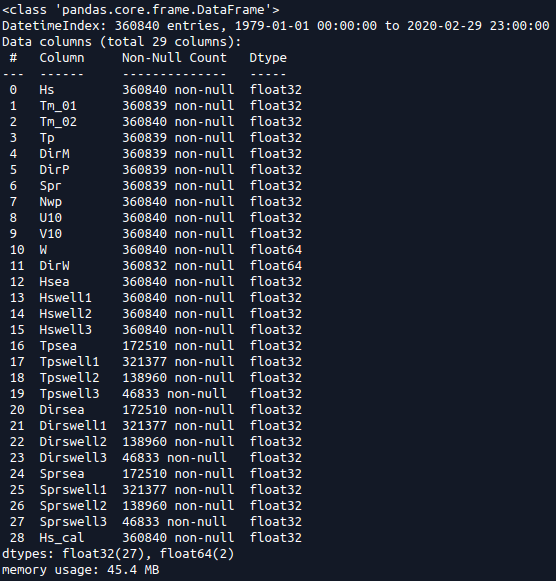 <class 'pandas.core.frame.DataFrame'>
DatetimeIndex: 360840 entries, 1979-01-01 00:00:00 to 2020-02-29 23:00:00
Data columns (total 29 columns):
 #   Column    Non-Null Count   Dtype
---  ------    --------------   -----
 0   Hs        360840 non-null  float32
 1   Tm_01     360839 non-null  float32
 2   Tm_02     360840 non-null  float32
 3   Tp        360839 non-null  float32
 4   DirM      360839 non-null  float32
 5   DirP      360839 non-null  float32
 6   Spr       360839 non-null  float32
 7   Nwp       360840 non-null  float32
 8   U10       360840 non-null  float32
 9   V10       360840 non-null  float32
 10  W         360840 non-null  float64
 11  DirW      360832 non-null  float64
 12  Hsea      360840 non-null  float32
 13  Hswell1   360840 non-null  float32
 14  Hswell2   360840 non-null  float32
 15  Hswell3   360840 non-null  float32
 16  Tpsea     172510 non-null  float32
 17  Tpswell1  321377 non-null  float32
 18  Tpswell2  138960 non-null  float32
 19  Tpswell3  46833 non-null   float32
 20  Dirsea    172510 non-null  float32
 21  Dirswell1 321377 non-null  float32
 22  Dirswell2 138960 non-null  float32
 23  Dirswell3 46833 non-null   float32
 24  Sprsea    172510 non-null  float32
 25  Sprswell1 321377 non-null  float32
 26  Sprswell2 138960 non-null  float32
 27  Sprswell3 46833 non-null   float32
 28  Hs_cal    360840 non-null  float32
dtypes: float32(27), float64(2)
memory usage: 45.4 MB